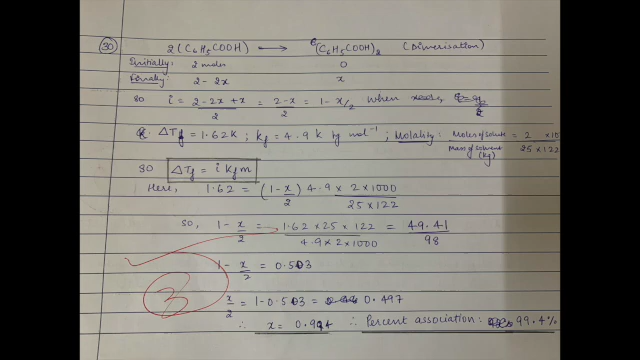 30 2(C6H5COOH) ⟷ (C6H5COOH)2 (Dimerisation)
Initially: 2 moles 0
Finally: 2 - 2x x
so i = (2-2x+x)/2 = (2-x)/2 = 1-x/2 when
ΔTf = 1.62K ; Kf = 4.9 K kg mol⁻¹ ; Molality: Moles of solute / Mass of solvent (kg) = 2 × 10 / 25×122
SO ΔTf = i Kf m
Here, 1.62 = (1-x/2) 4.9 × 2×1000 / 25×122
so, 1-x/2 = 1.62×25×122 / 4.9×2×1000 = 49.41/98
1-x/2 = 0.503
3
x/2 = 1-0.503 = 0.497
∴ x = 0.994 ∴ Percent association: 99.4%